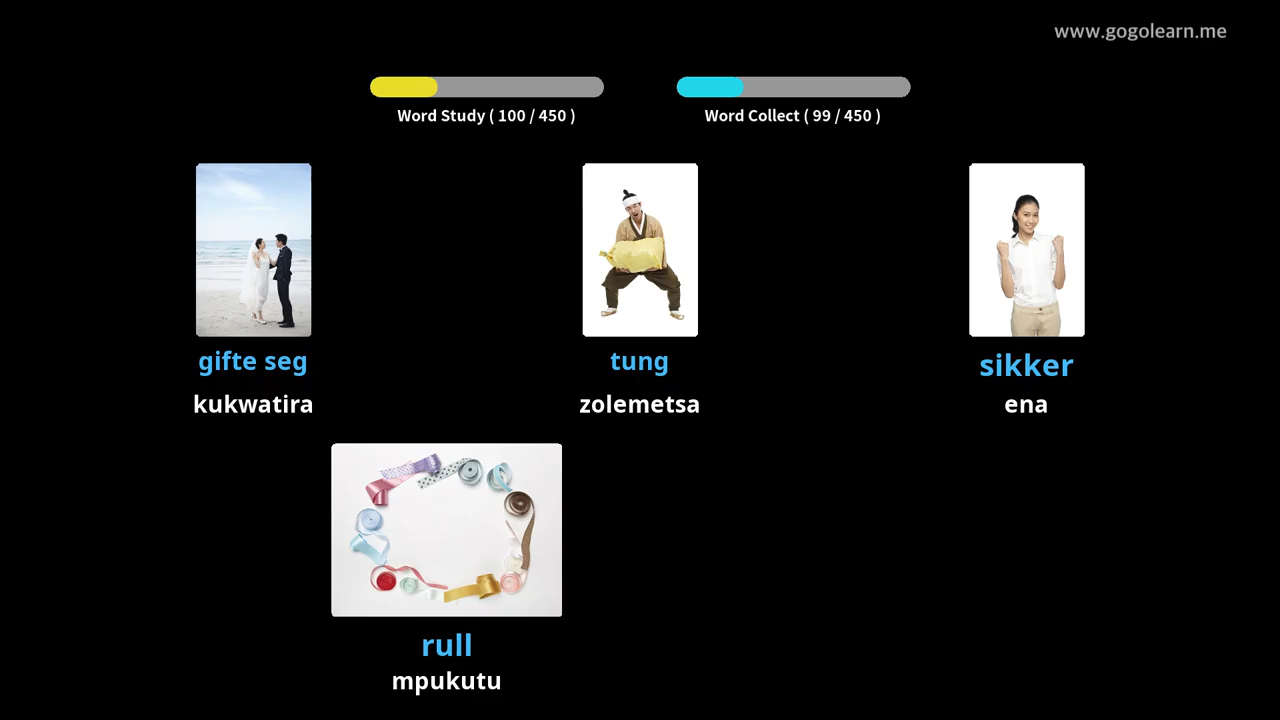 www.gogolearn.me
Word Study ( 100 / 450 )
Word Collect ( 99 / 450 )
gifte seg
kukwatira
tung
zolemetsa
sikker
ena
rull
mpukutu